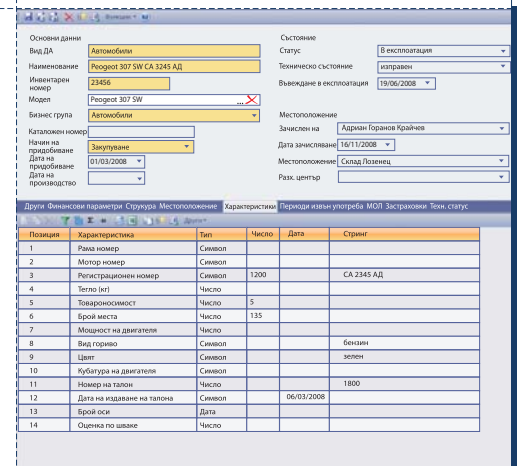 Функции
Основни данни
Състояние
Вид ДА Автомобили Статус В експлоатация
Наименование Peogeot 307 SW CA 3245 АД Техническо състояние изправен
Инвентарен номер 23456 Въвеждане в експлоатация 19/06/2008
Модел Peogeot 307 SW ...
Бизнес група Автомобили Местоположение
Каталожен номер Зачислен на Адриан Горанов Крайчев
Начин на придобиване Закупуване Дата зачисляване 16/11/2008
Дата на придобиване 01/03/2008 Местоположение Склад Лозенец
Дата на производство Разх. център
Други Финансови параметри Струкура Местоположение Характеристики Периоди извън употреба МОЛ Застраховки Техн. статус
Други
Позиция Характеристика Тип Число Дата Стринг
1 Рама номер Символ
2 Мотор номер Символ
3 Регистрационен номер Символ 1200 СА 2345 АД
4 Тегло (кг) Число
5 Товароносимост Число 5
6 Брой места Число 135
7 Мощност на двигателя Число
8 Вид гориво Символ бензин
9 Цвят Символ зелен
10 Кубатура на двигателя Символ
11 Номер на талон Число 1800
12 Дата на издаване на талона Символ 06/03/2008
13 Брой оси Дата
14 Оценка по шваке Число